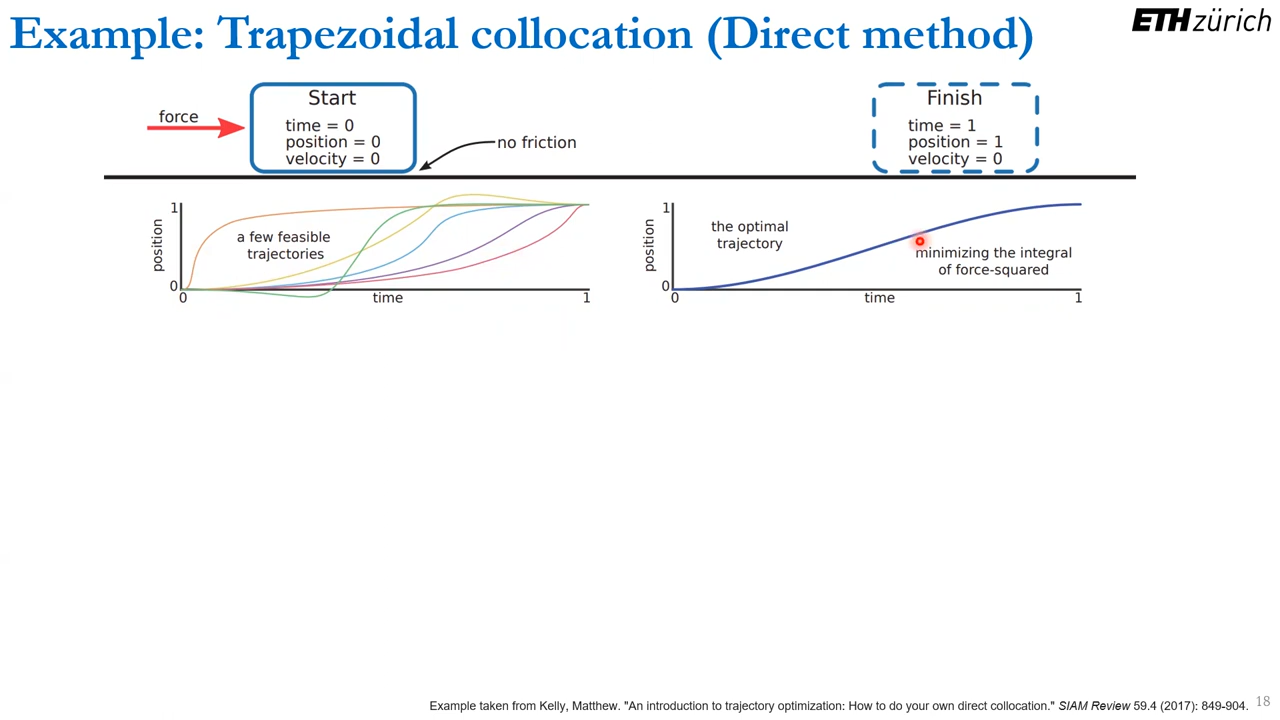 Example: Trapezoidal collocation (Direct method)
ETH zürich
force
Start
time = 0
position = 0
velocity = 0
no friction
Finish
time = 1
position = 1
velocity = 0
1
position
0
a few feasible
trajectories
0
time
1
1
position
0
the optimal
trajectory
minimizing the integral
of force-squared
0
time
1
Example taken from Kelly, Matthew. "An introduction to trajectory optimization: How to do your own direct collocation." SIAM Review 59.4 (2017): 849-904.
18